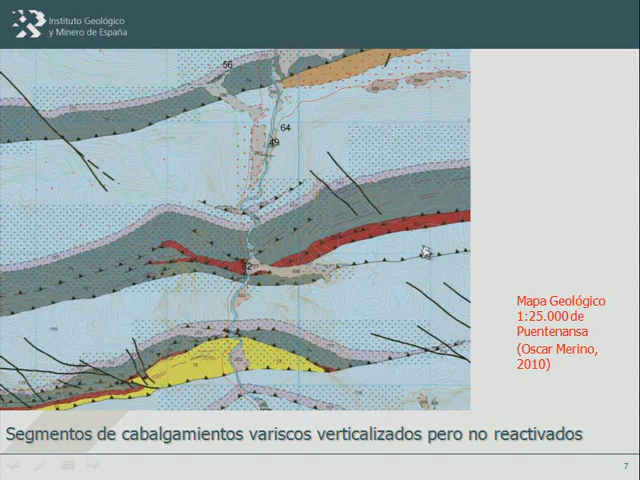 Instituto Geológico
y Minero de España
56
64
49
52
Mapa Geológico
1:25.000 de
Puentenansa
(Oscar Merino,
2010)
Segmentos de cabalgamientos variscos verticalizados pero no reactivados
7